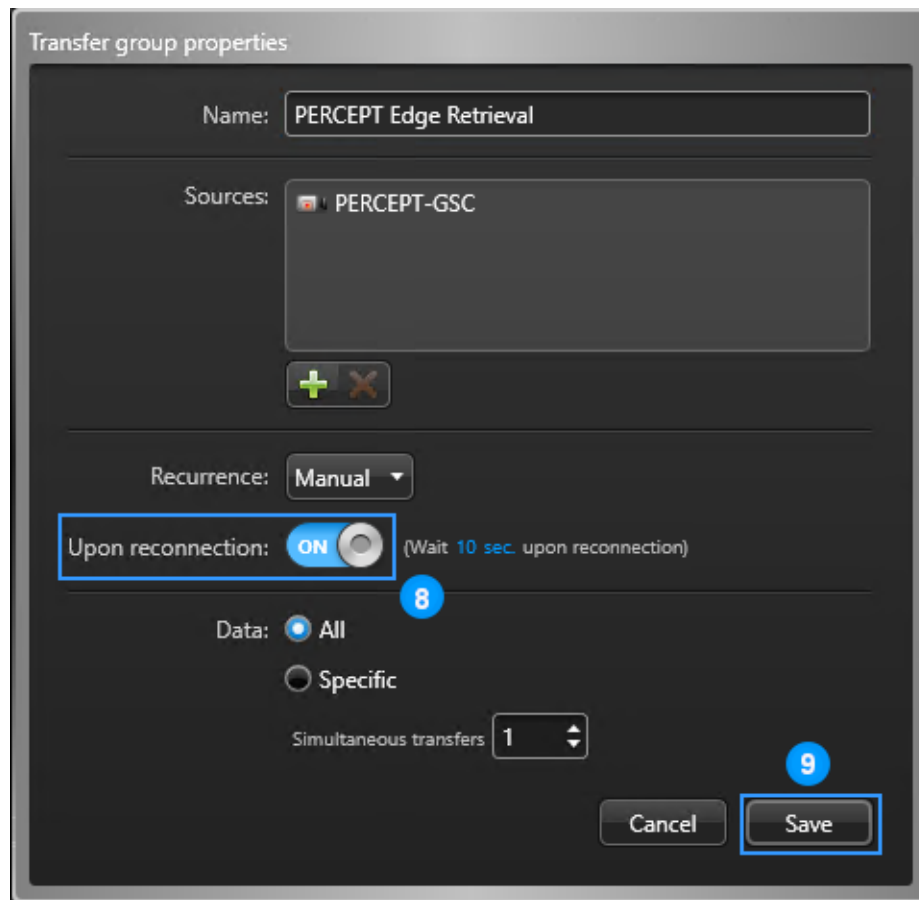 Transfer group properties
Name: PERCEPT Edge Retrieval
Sources: PERCEPT-GSC
Recurrence: Manual
Upon reconnection: ON (Wait 10 sec. upon reconnection)
8
Data: All
Specific
Simultaneous transfers 1
9
Cancel Save